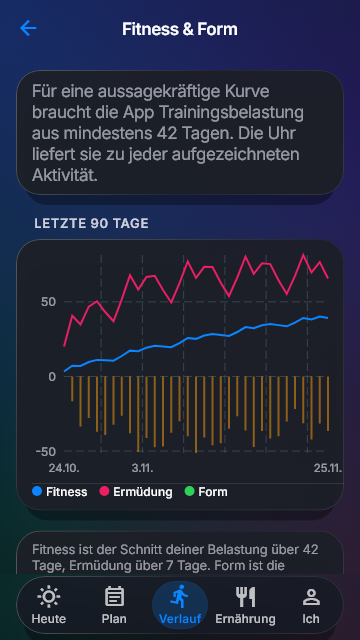 Fitness & Form
Für eine aussagekräftige Kurve
braucht die App Trainingsbelastung
aus mindestens 42 Tagen. Die Uhr
liefert sie zu jeder aufgezeichneten
Aktivität.
LETZTE 90 TAGE
50
0
-50
24.10. 3.11. 25.11.
Fitness Ermüdung Form
Fitness ist der Schnitt deiner Belastung über 42
Tage, Ermüdung über 7 Tage. Form ist die
Heute Plan Verlauf Ernährung Ich